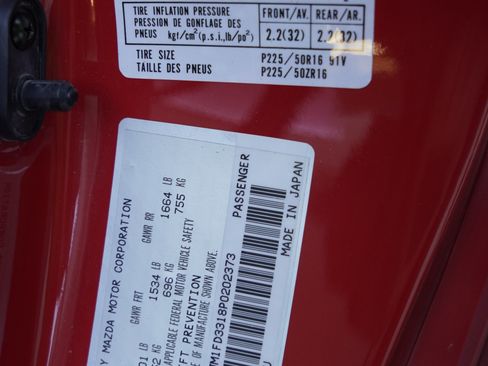 TIRE INFLATION PRESSURE
PRESSION DE GONFLAGE DES
PNEUS kgf/cm²(p.s.i,lb/po²)
FRONT/AV. REAR/AR.
2.2(32) 2.2(32)
TIRE SIZE P225/50R16 91V
TAILLE DES PNEUS P225/50ZR16
Y MAZDA MOTOR CORPORATION
GAWR FRT GAWR RR
1534 LB 1664 LB
696 KG 755 KG
APPLICABLE FEDERAL MOTOR VEHICLE SAFETY
FT PREVENTION
E OF MANUFACTURE SHOWN ABOVE.
M1FD3318P0202373
PASSENGER
MADE IN JAPAN